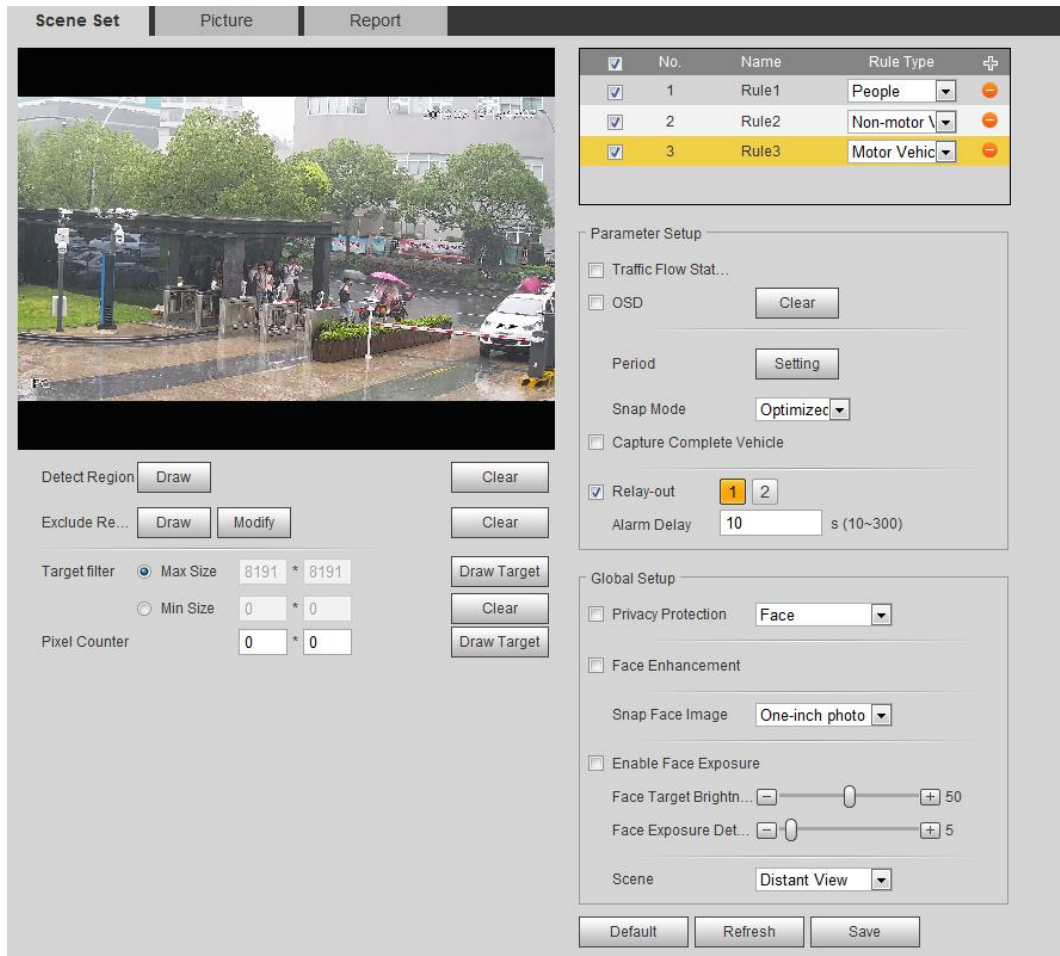 Scene Set Picture Report
No. Name Rule Type
1 Rule1 People
2 Rule2 Non-motor V
3 Rule3 Motor Vehic
Parameter Setup
Traffic Flow Stat...
OSD Clear
Period Setting
Snap Mode Optimized
Capture Complete Vehicle
Relay-out 1 2
Alarm Delay 10 s (10~300)
Detect Region Draw Clear
Exclude Re... Draw Modify Clear
Target filter Max Size 8191 * 8191 Draw Target
Min Size 0 * 0 Clear
Pixel Counter 0 * 0 Draw Target
Global Setup
Privacy Protection Face
Face Enhancement
Snap Face Image One-inch photo
Enable Face Exposure
Face Target Brightn... 50
Face Exposure Det... 5
Scene Distant View
Default Refresh Save